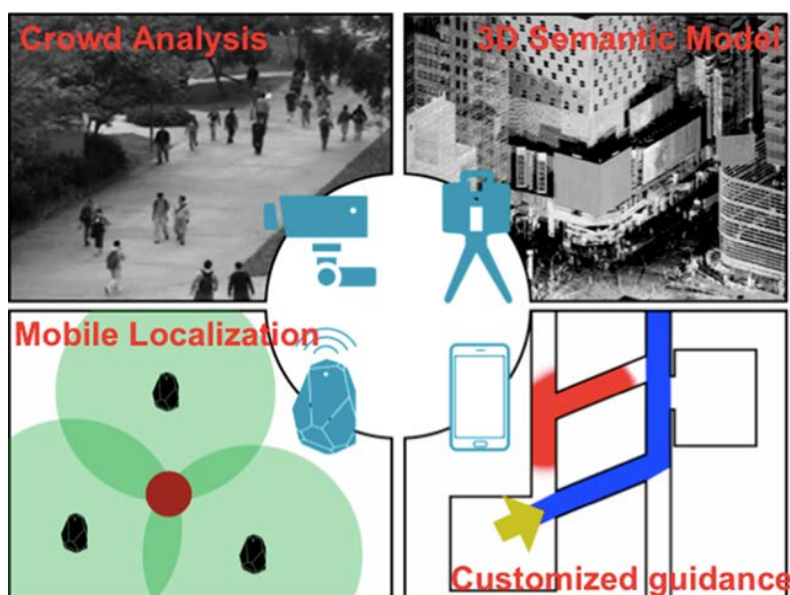 Crowd Analysis
3D Semantic Model
Mobile Localization
Customized guidance